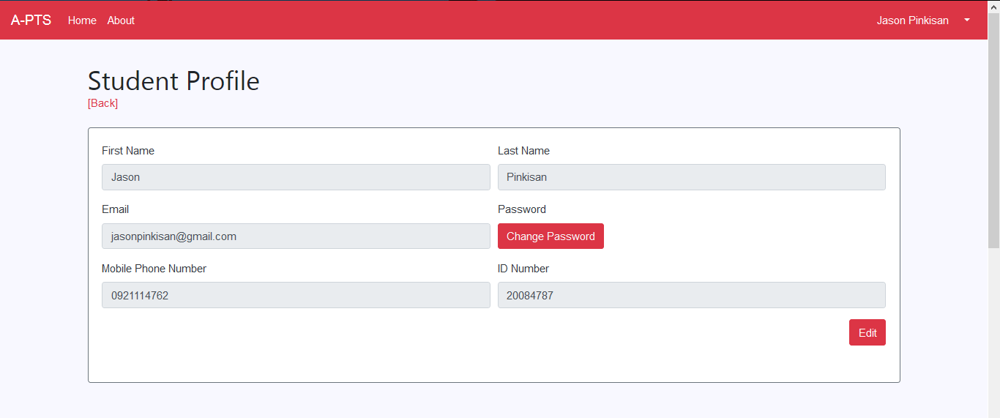 A-PTS Home About Jason Pinkisan
Student Profile
[Back]
First Name Last Name
Jason Pinkisan
Email Password
jasonpinkisan@gmail.com Change Password
Mobile Phone Number ID Number
0921114762 20084787
Edit